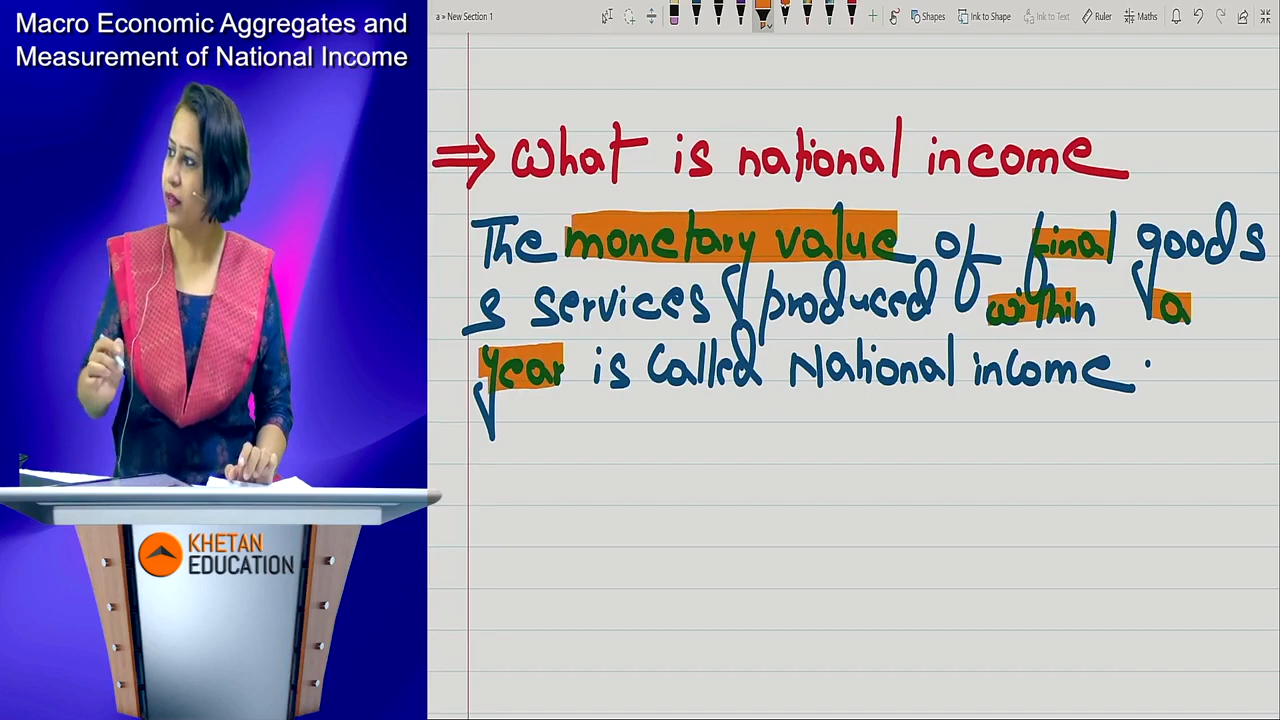 Macro Economic Aggregates and
Measurement of National Income
a » New Section 1
Shapes
Ink to Shape
Ink to Text
Ruler
Maths
⇒ What is national income
The monetary value of final goods
& services produced within a
year is called National income.
KHETAN
EDUCATION